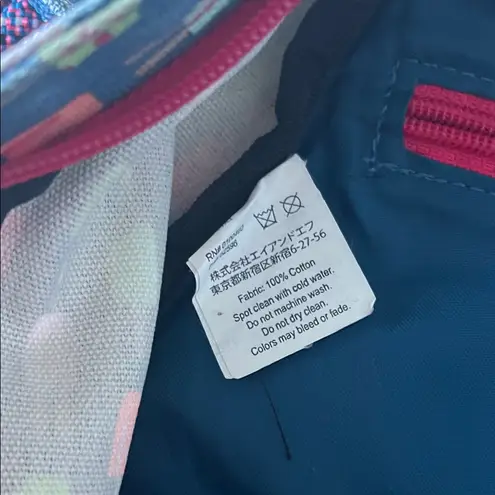 RN#
株式会社エイアンドエフ
東京都新宿区新宿6-27-56
Fabric: 100% Cotton
Spot clean with cold water.
Do not machine wash.
Do not dry clean.
Colors may bleed or fade.